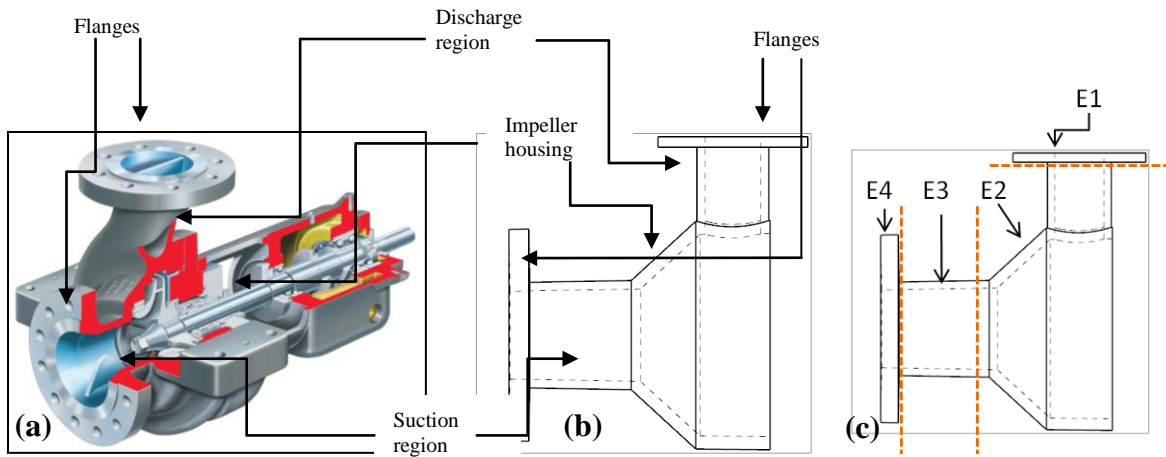 Flanges
Discharge
region
Flanges
Impeller
housing
E1
E4
E3
E2
(a)
Suction
region
(b)
(c)